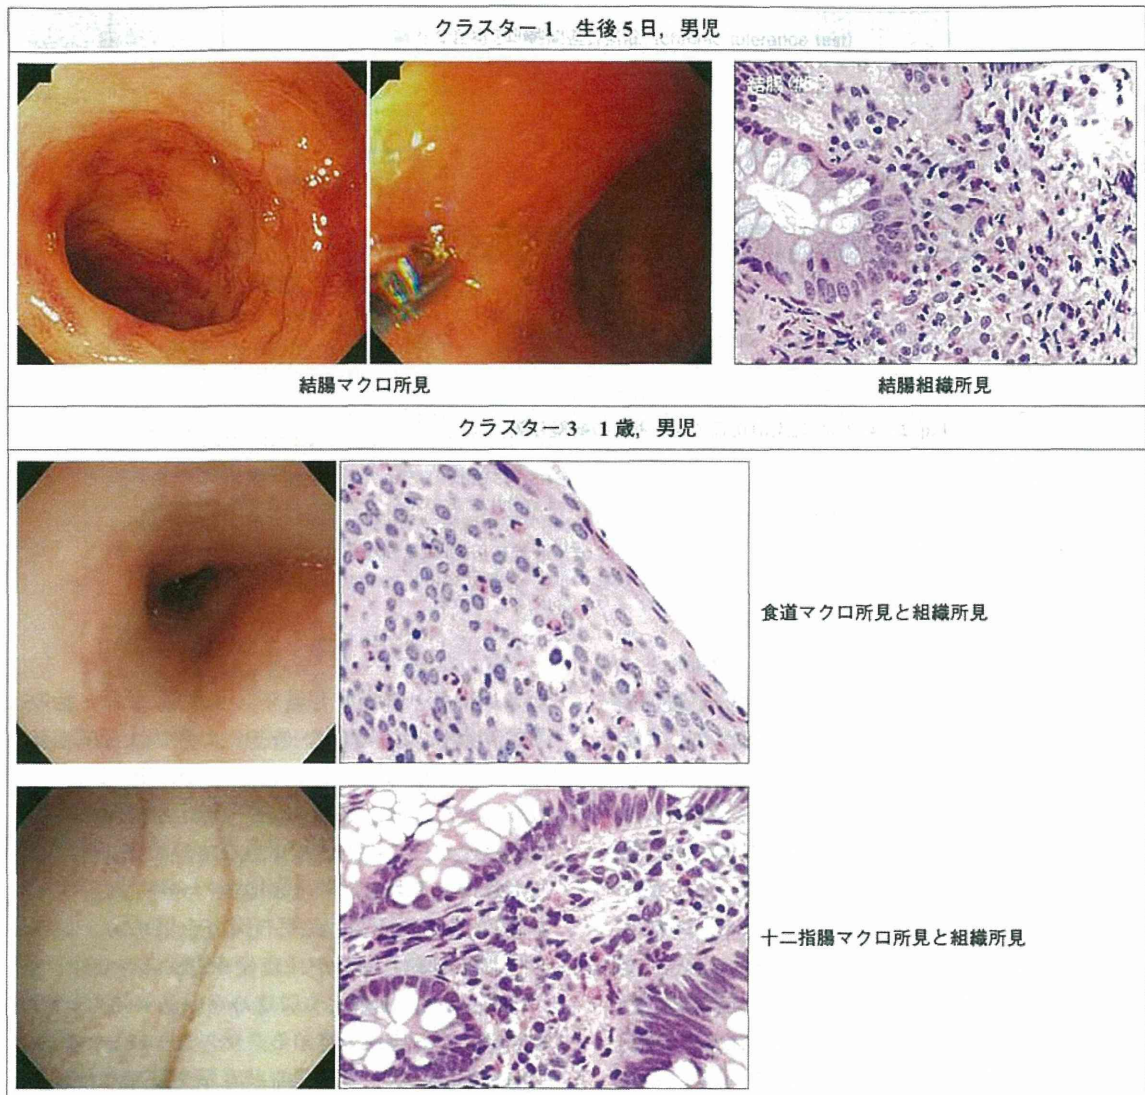 クラスター 1 生後 5 日，男児
結腸
結腸マクロ所見
結腸組織所見
クラスター 3 1 歳，男児
食道マクロ所見と組織所見
十二指腸マクロ所見と組織所見